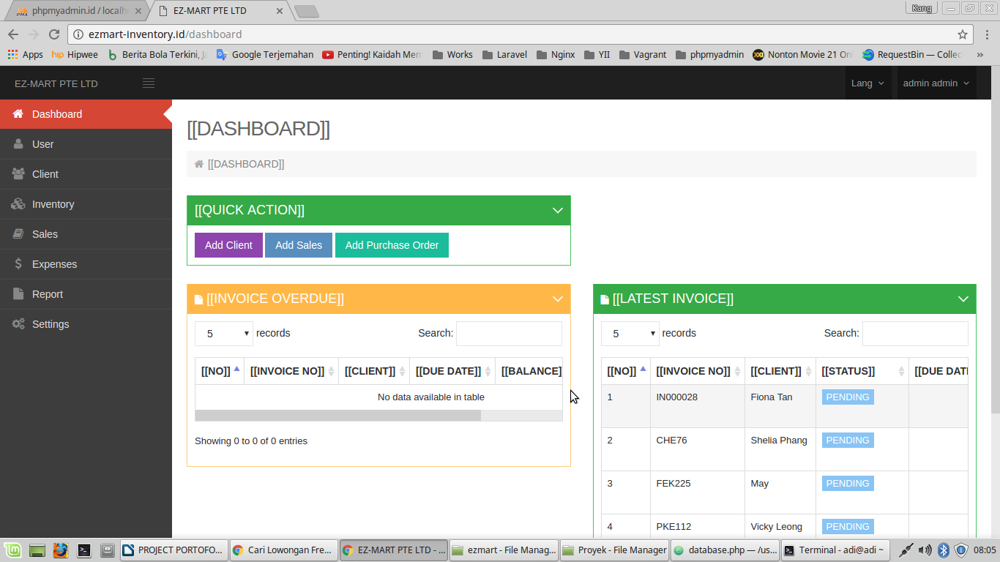 phpmyadmin.id / localh
EZ-MART PTE LTD
Kang
ezmart-inventory.id/dashboard
Apps Hipwee Berita Bola Terkini, Google Terjemahan Penting! Kaidah Mem Works Laravel Nginx YII Vagrant phpmyadmin Nonton Movie 21 Onl RequestBin — Collec »
EZ-MART PTE LTD
Lang
admin admin
Dashboard
User
Client
Inventory
Sales
Expenses
Report
Settings
[[DASHBOARD]]
[[DASHBOARD]]
[[QUICK ACTION]]
Add Client Add Sales Add Purchase Order
[[INVOICE OVERDUE]]
5 records Search:
[[NO]] [[INVOICE NO]] [[CLIENT]] [[DUE DATE]] [[BALANCE]
No data available in table
Showing 0 to 0 of 0 entries
[[LATEST INVOICE]]
5 records Search:
[[NO]] [[INVOICE NO]] [[CLIENT]] [[STATUS]] [[DUE DATE
1 IN000028 Fiona Tan PENDING
2 CHE76 Shelia Phang PENDING
3 FEK225 May PENDING
4 PKE112 Vicky Leong PENDING
PROJECT PORTOFO... Cari Lowongan Fre... EZ-MART PTE LTD - ... ezmart - File Manag... Proyek - File Manager database.php — /us... Terminal - adi@adi ~ 08:05